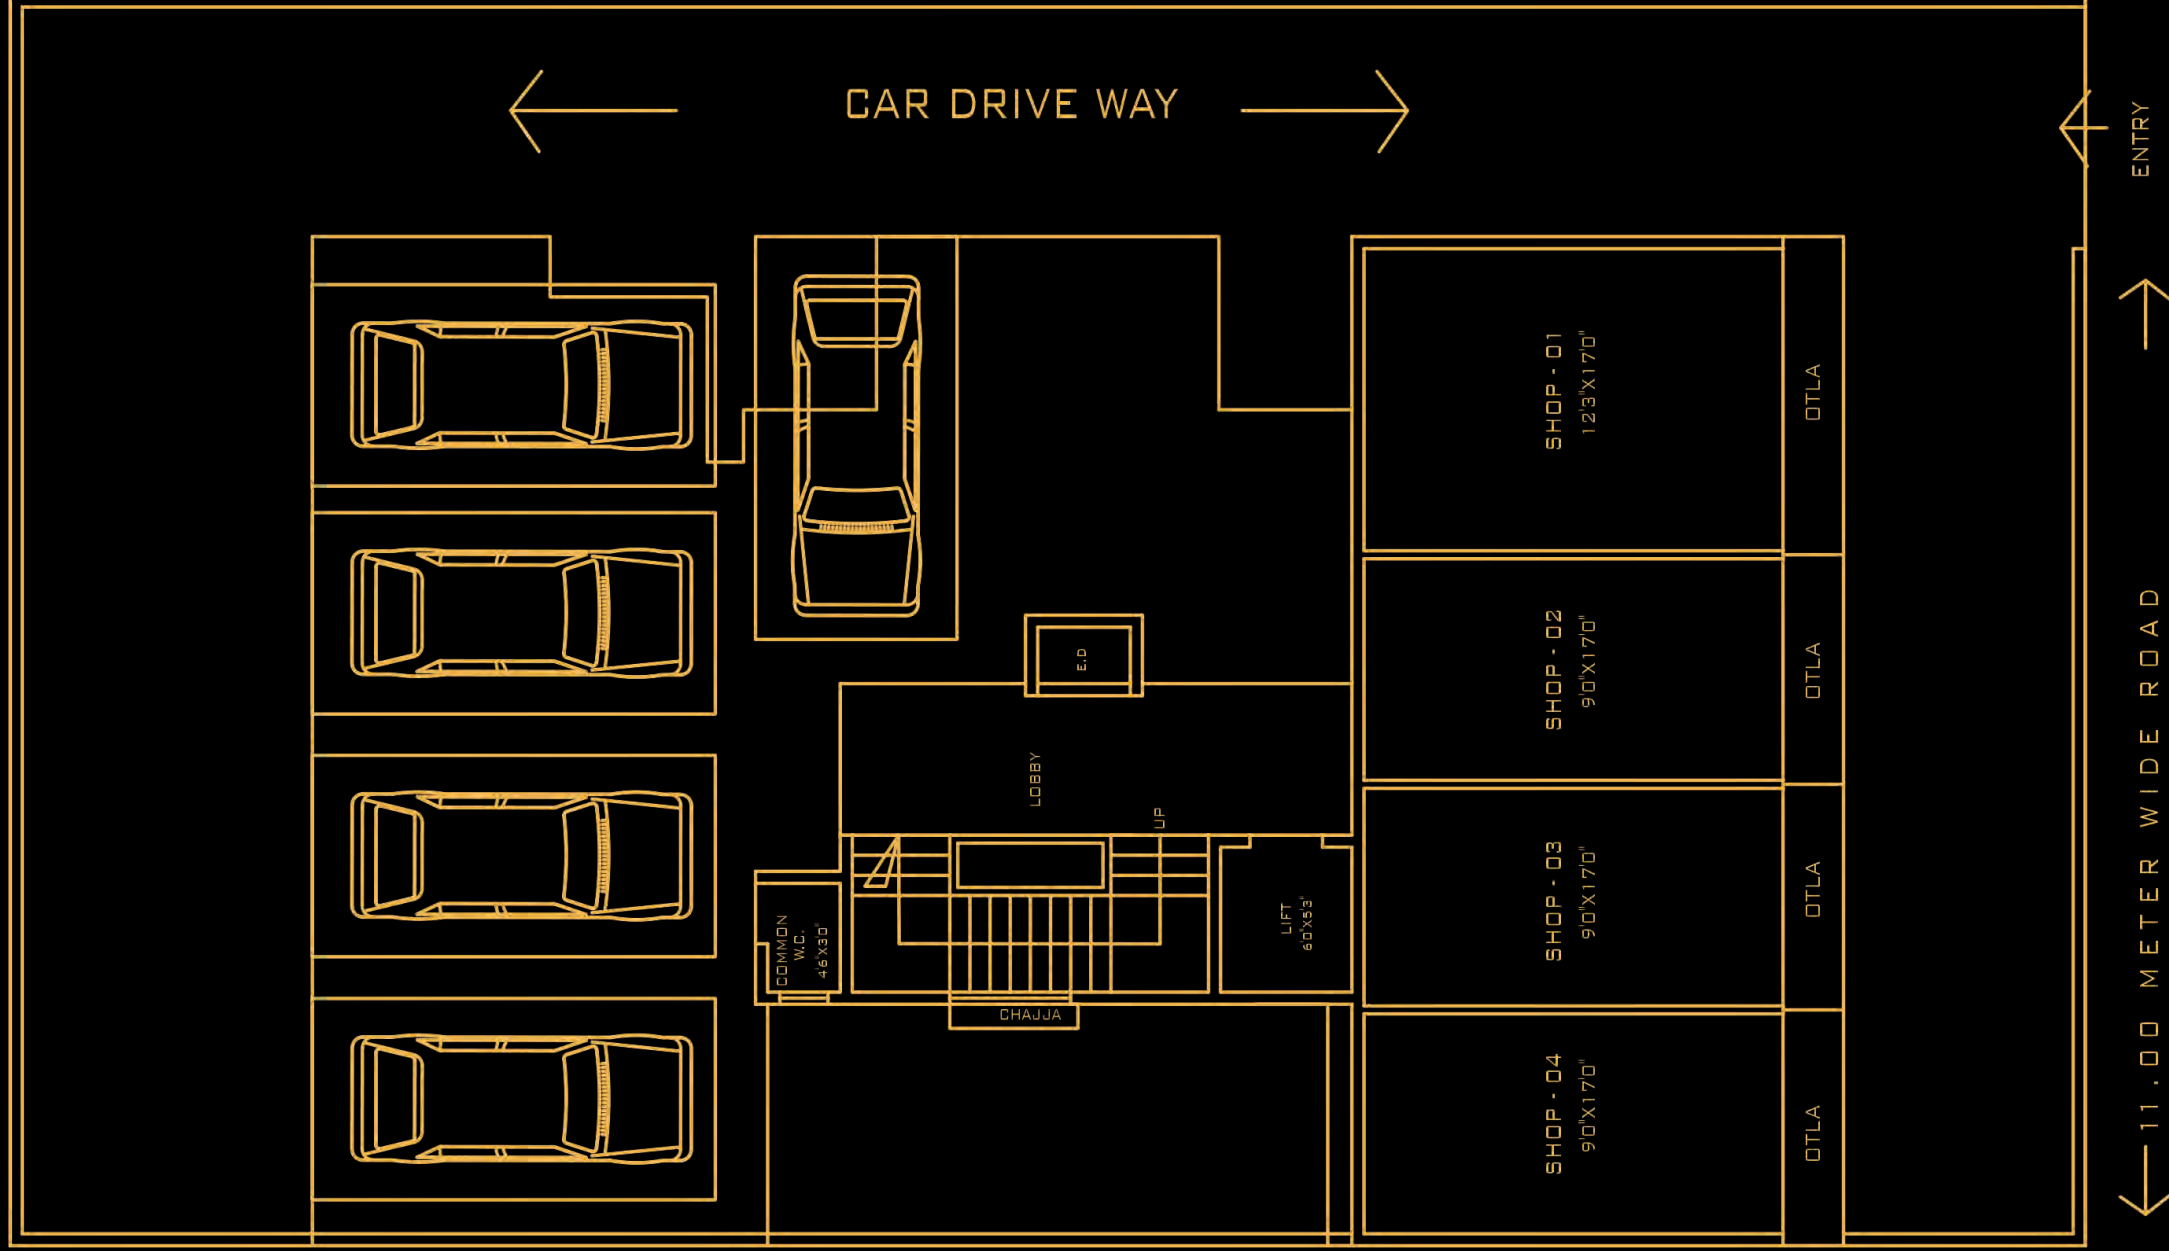 CAR DRIVE WAY
ENTRY
SHOP - 01
12'3"X17'0"
OTLA
SHOP - 02
9'0"X17'0"
OTLA
E.D
LOBBY
UP
SHOP - 03
9'0"X17'0"
OTLA
COMMON
W.C.
4'6"X3'0"
LIFT
6'0"X5'3"
CHAJJA
SHOP - 04
9'0"X17'0"
OTLA
11.00 METER WIDE ROAD